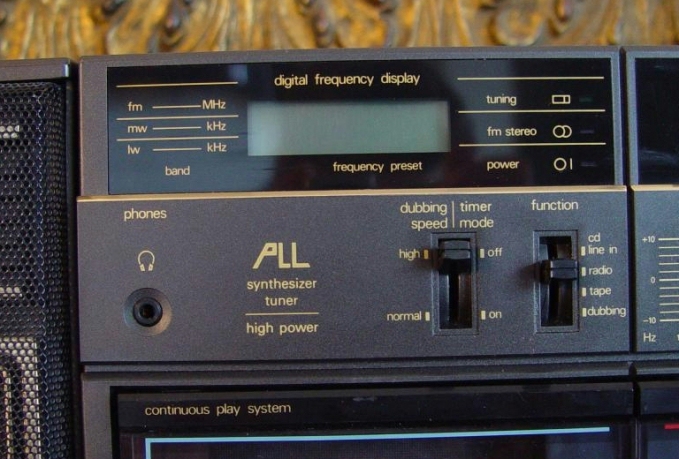 digital frequency display
fm MHz
mw kHz
lw kHz
band
frequency preset
tuning
fm stereo
power
phones
PLL
synthesizer
tuner
high power
dubbing
speed
timer
mode
high off
normal on
function
cd
line in
radio
tape
dubbing
+10
0
-10
Hz
continuous play system